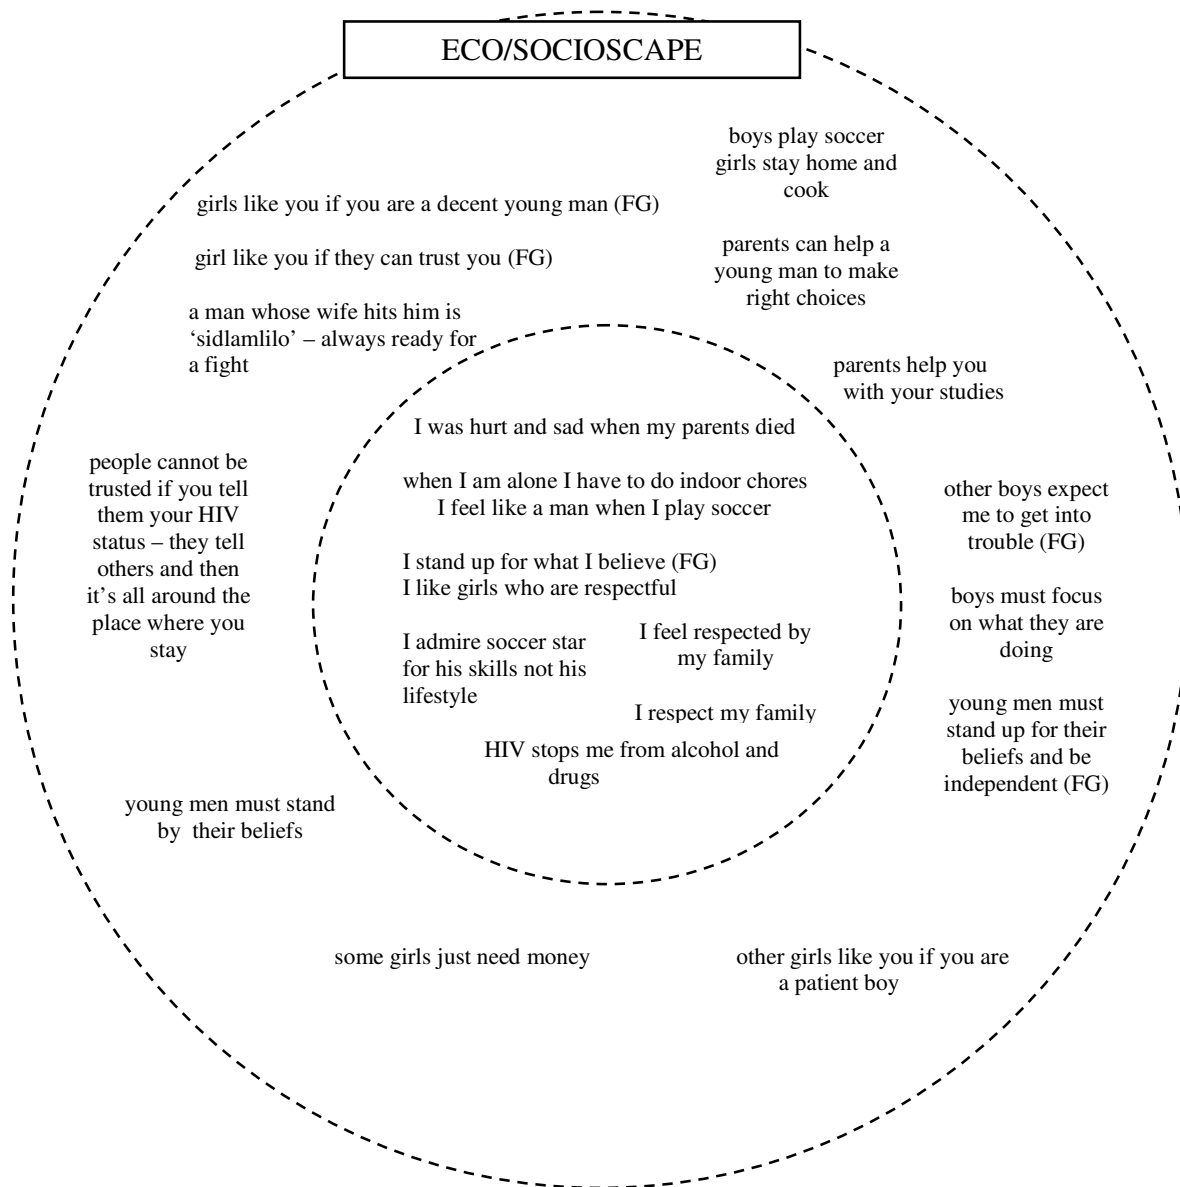 ECO/SOCIOSCAPE
boys play soccer
girls stay home and
cook
girls like you if you are a decent young man (FG)
parents can help a
young man to make
right choices
girl like you if they can trust you (FG)
a man whose wife hits him is
‘sidlamlilo’ – always ready for
a fight
parents help you
with your studies
I was hurt and sad when my parents died
when I am alone I have to do indoor chores
I feel like a man when I play soccer
I stand up for what I believe (FG)
I like girls who are respectful
I admire soccer star
for his skills not his
lifestyle
I feel respected by
my family
I respect my family
HIV stops me from alcohol and
drugs
people cannot be
trusted if you tell
them your HIV
status – they tell
others and then
it’s all around the
place where you
stay
other boys expect
me to get into
trouble (FG)
boys must focus
on what they are
doing
young men must
stand up for their
beliefs and be
independent (FG)
young men must stand
by their beliefs
some girls just need money
other girls like you if you are
a patient boy